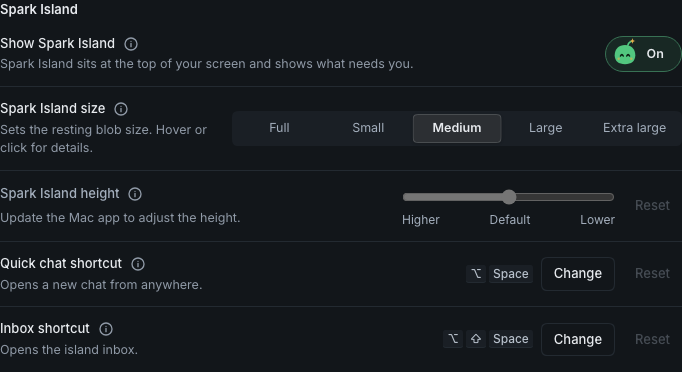 Spark Island
Show Spark Island
Spark Island sits at the top of your screen and shows what needs you.
On
Spark Island size
Sets the resting blob size. Hover or
click for details.
Full Small Medium Large Extra large
Spark Island height
Update the Mac app to adjust the height.
Higher Default Lower
Reset
Quick chat shortcut
Opens a new chat from anywhere.
⌥ Space Change Reset
Inbox shortcut
Opens the island inbox.
⌥ ⇧ Space Change Reset